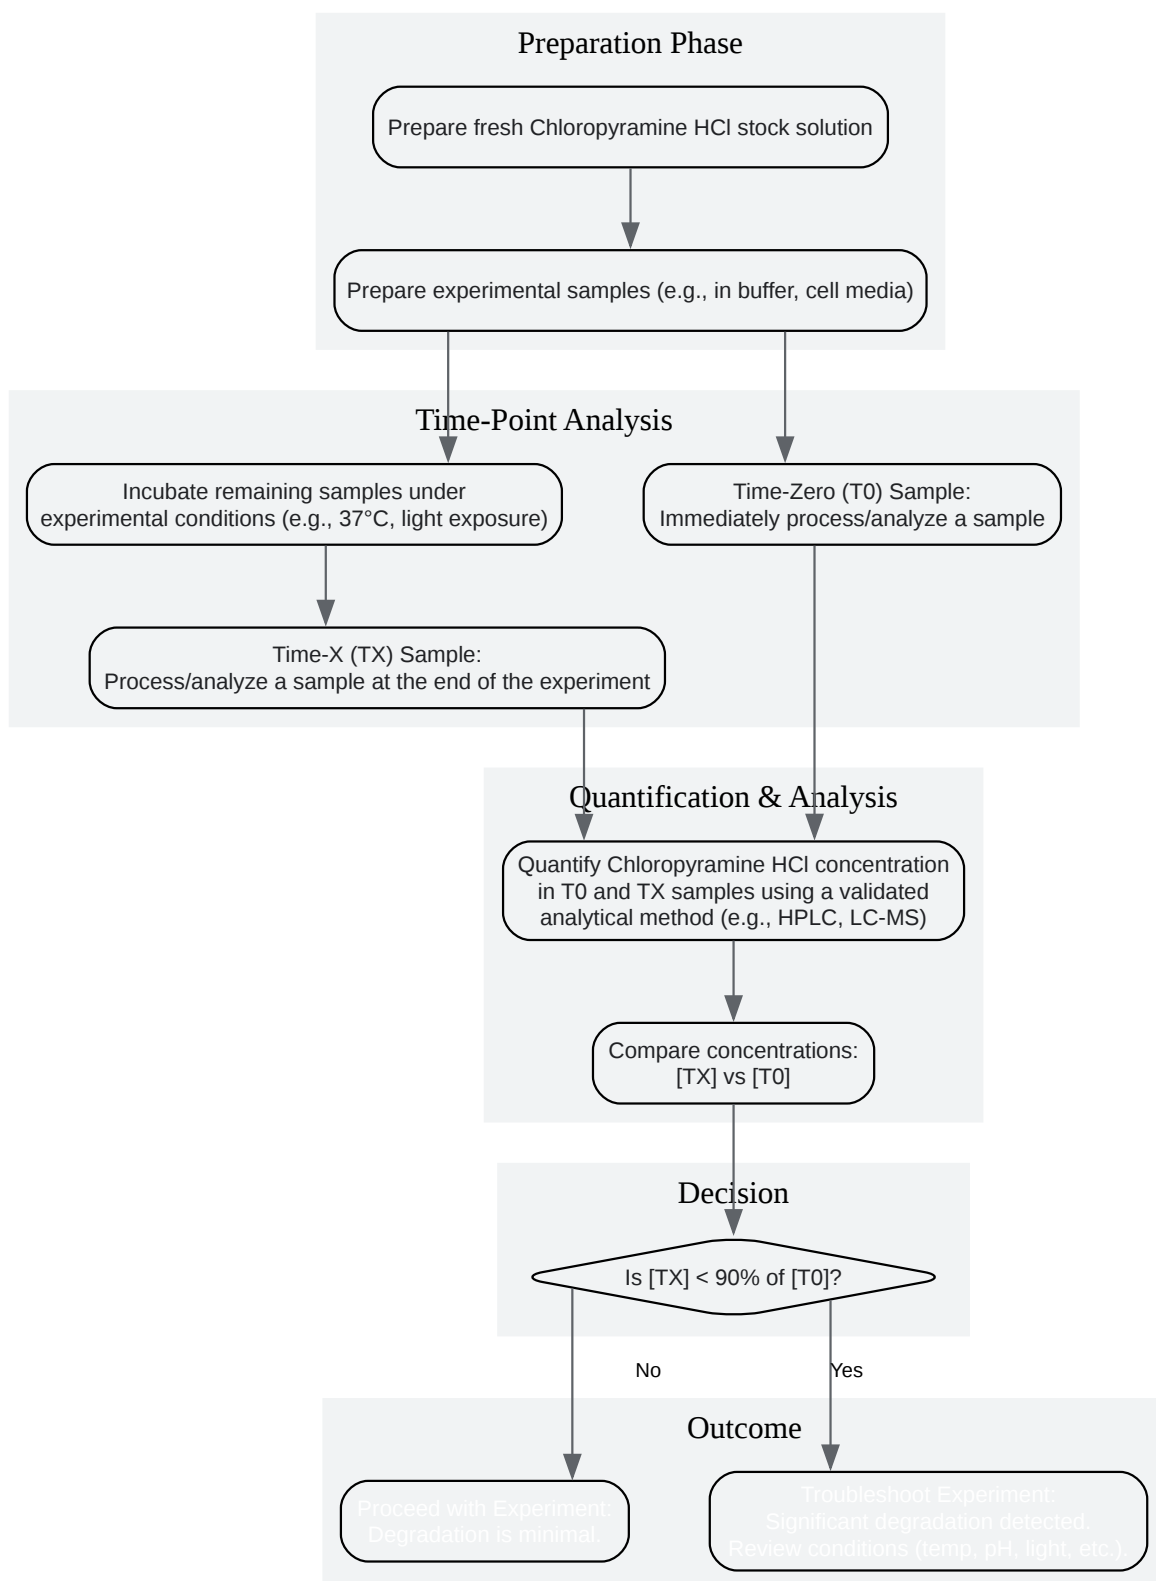 Preparation Phase
Prepare fresh Chloropyramine HCl stock solution
Prepare experimental samples (e.g., in buffer, cell media)
Time-Point Analysis
Incubate remaining samples under
experimental conditions (e.g., 37°C, light exposure)
Time-Zero (T0) Sample:
Immediately process/analyze a sample
Time-X (TX) Sample:
Process/analyze a sample at the end of the experiment
Quantification & Analysis
Quantify Chloropyramine HCl concentration
in T0 and TX samples using a validated
analytical method (e.g., HPLC, LC-MS)
Compare concentrations:
[TX] vs [T0]
Decision
Is [TX] < 90% of [T0]?
No
Yes
Outcome
Proceed with Experiment:
Degradation is minimal.
Troubleshoot Experiment:
Significant degradation detected.
Review conditions (temp, pH, light, etc.).